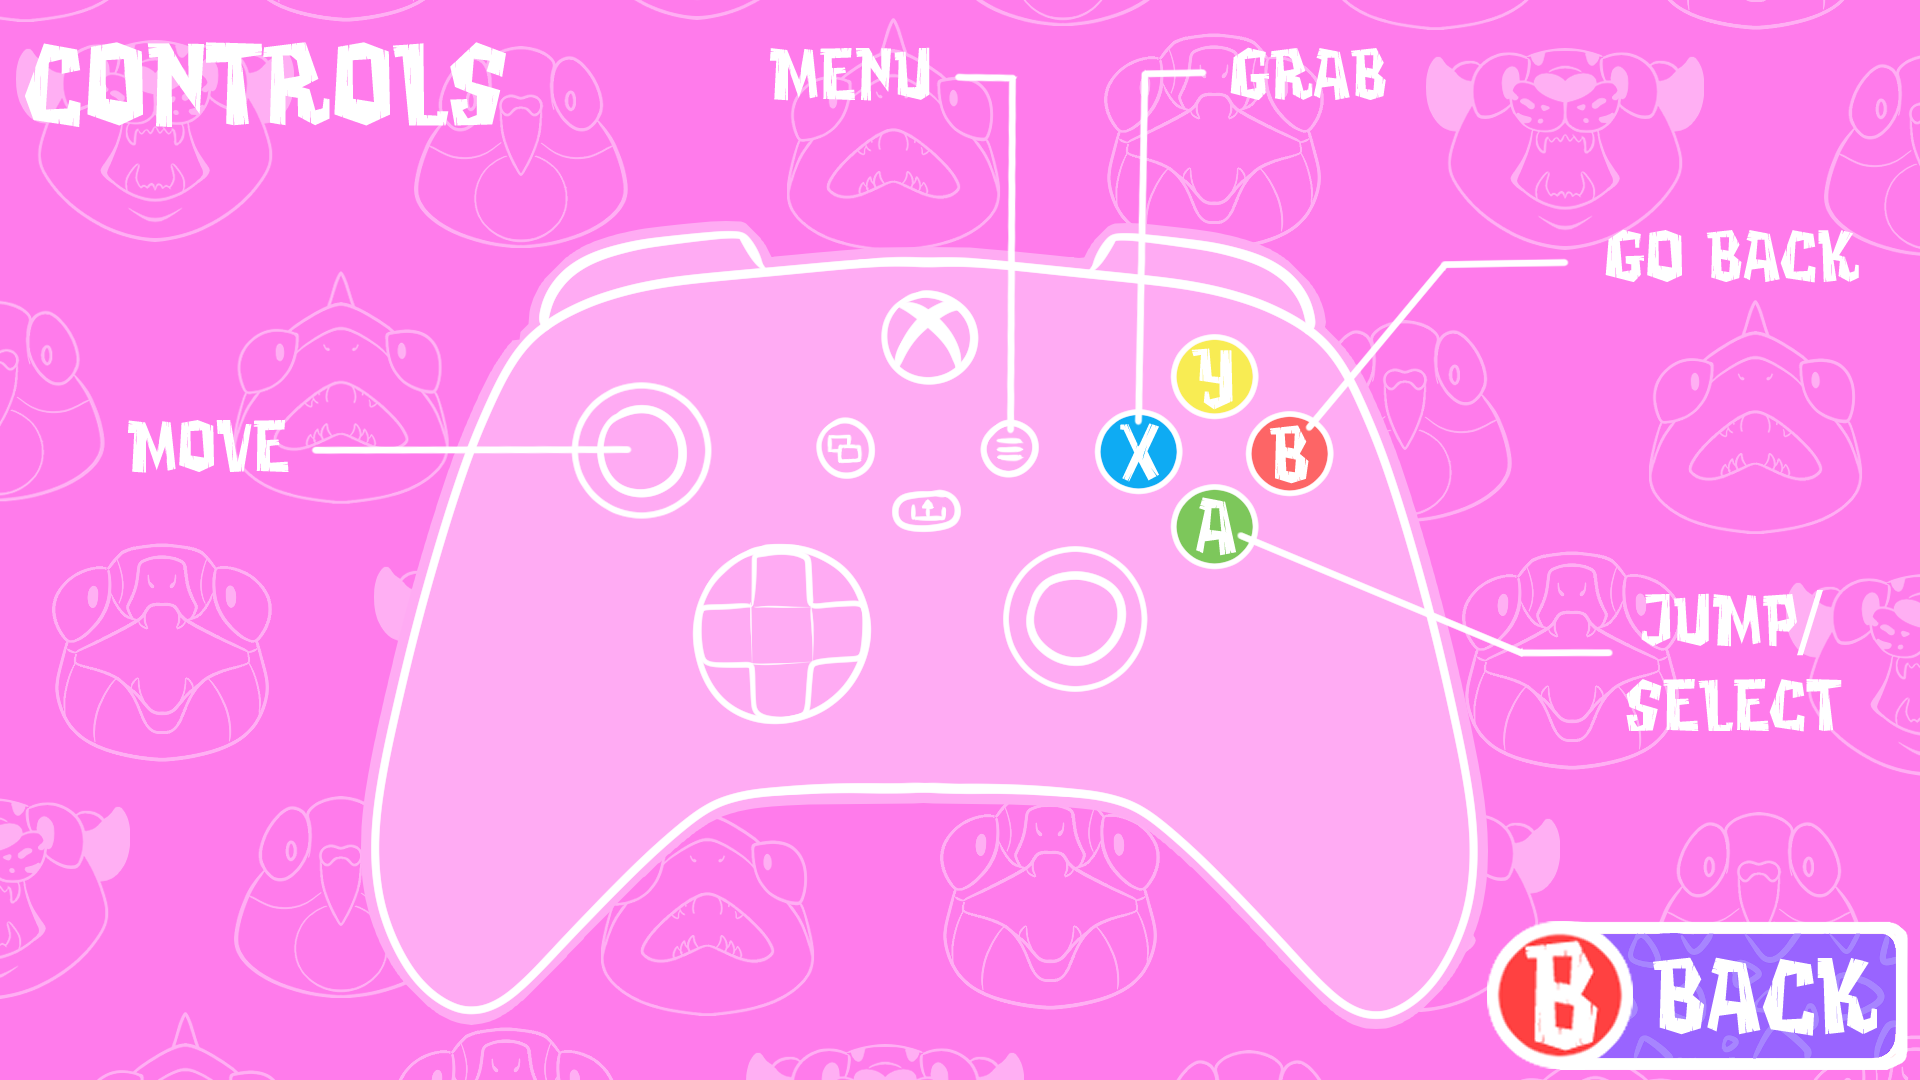 CONTROLS
MENU
GRAB
GO BACK
Y
MOVE
X
B
A
JUMP/
SELECT
B BACK